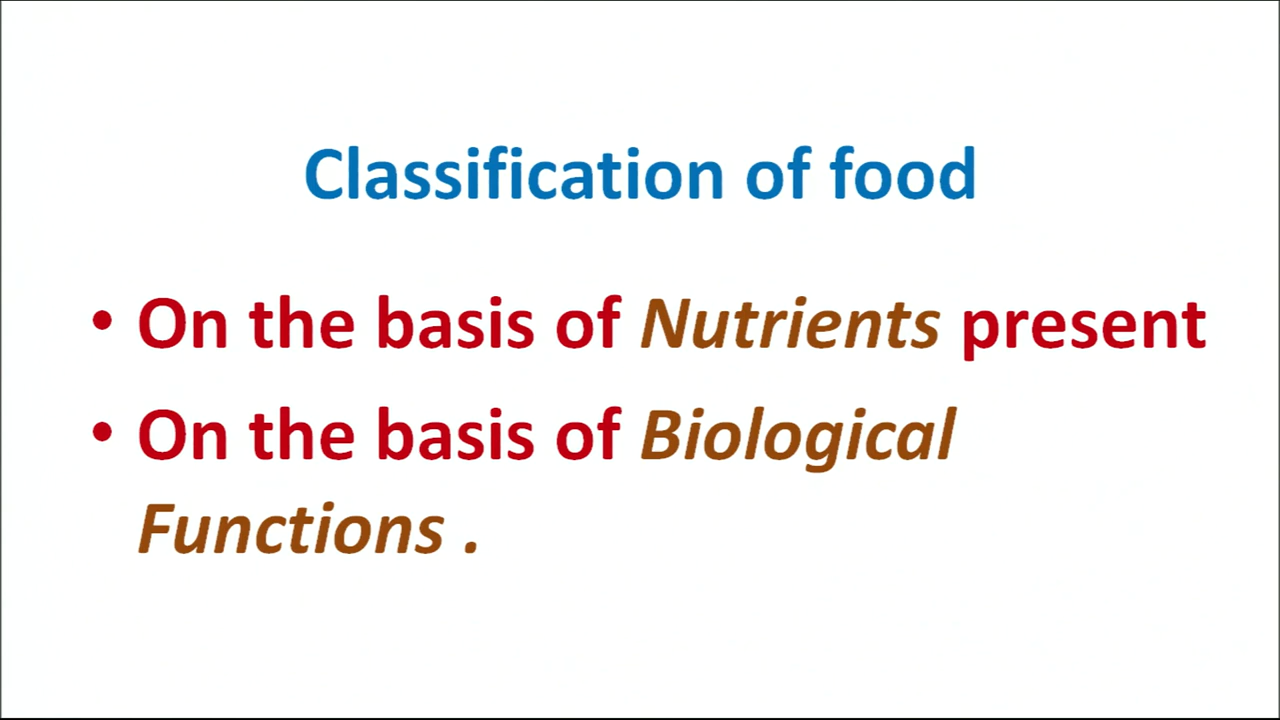 Classification of food
• On the basis of Nutrients present
• On the basis of Biological
Functions .